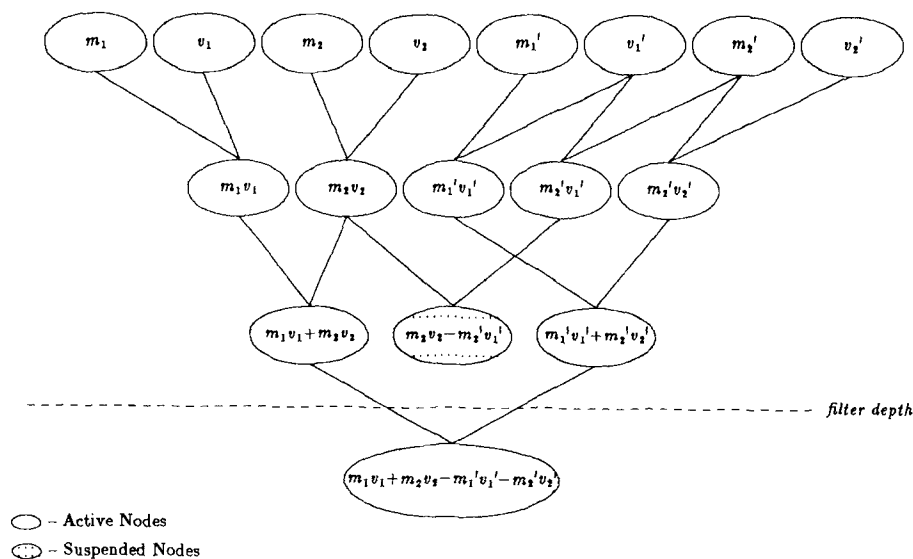 m₁ v₁ m₂ v₂ m₁' v₁' m₂' v₂'
m₁v₁ m₂v₂ m₁'v₁' m₂'v₁' m₂'v₂'
m₁v₁+m₂v₂ m₂v₂−m₂'v₁' m₁'v₁'+m₂'v₂'
filter depth
m₁v₁+m₂v₂−m₁'v₁'−m₂'v₂'
– Active Nodes
– Suspended Nodes